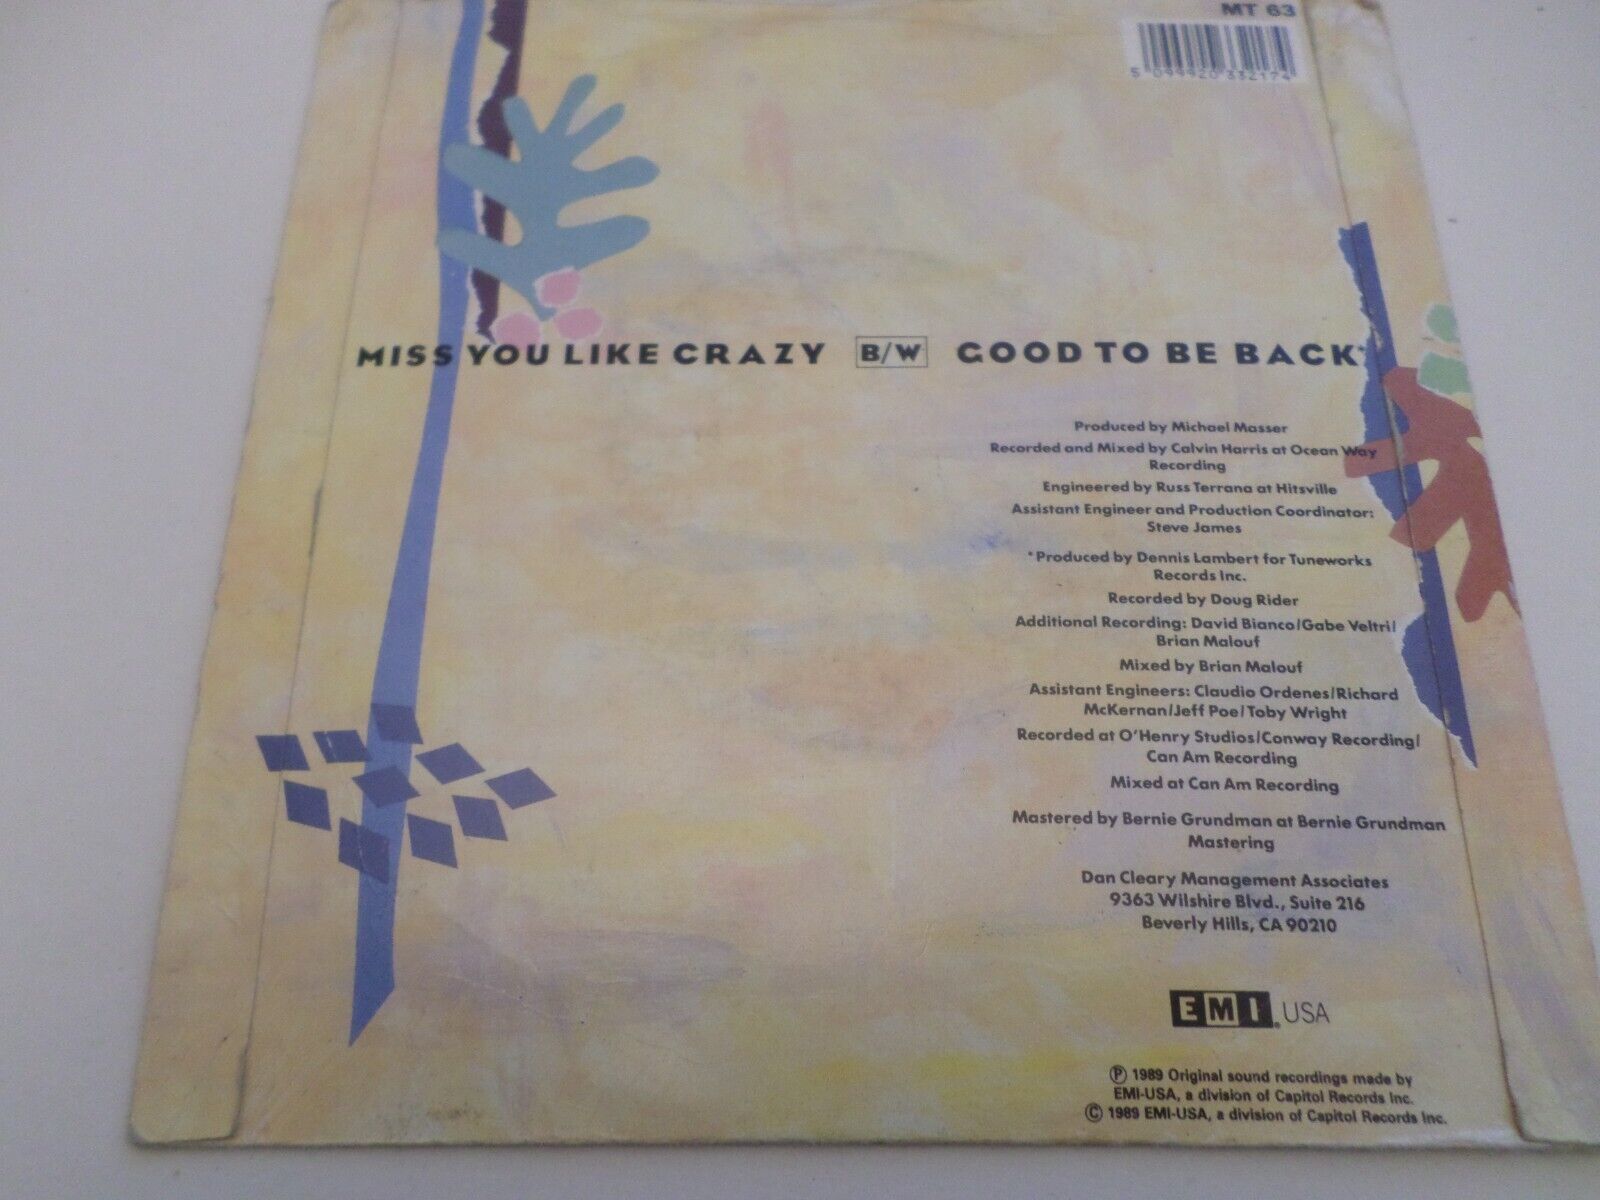 MT 63
5 099920 332174
MISS YOU LIKE CRAZY B/W GOOD TO BE BACK*
Produced by Michael Masser
Recorded and Mixed by Calvin Harris at Ocean Way
Recording
Engineered by Russ Terrana at Hitsville
Assistant Engineer and Production Coordinator:
Steve James
*Produced by Dennis Lambert for Tuneworks
Records Inc.
Recorded by Doug Rider
Additional Recording: David Bianco/Gabe Veltri/
Brian Malouf
Mixed by Brian Malouf
Assistant Engineers: Claudio Ordenes/Richard
McKernan/Jeff Poe/Toby Wright
Recorded at O'Henry Studios/Conway Recording/
Can Am Recording
Mixed at Can Am Recording
Mastered by Bernie Grundman at Bernie Grundman
Mastering
Dan Cleary Management Associates
9363 Wilshire Blvd., Suite 216
Beverly Hills, CA 90210
EMI® USA
Ⓟ 1989 Original sound recordings made by
EMI-USA, a division of Capitol Records Inc.
© 1989 EMI-USA, a division of Capitol Records Inc.